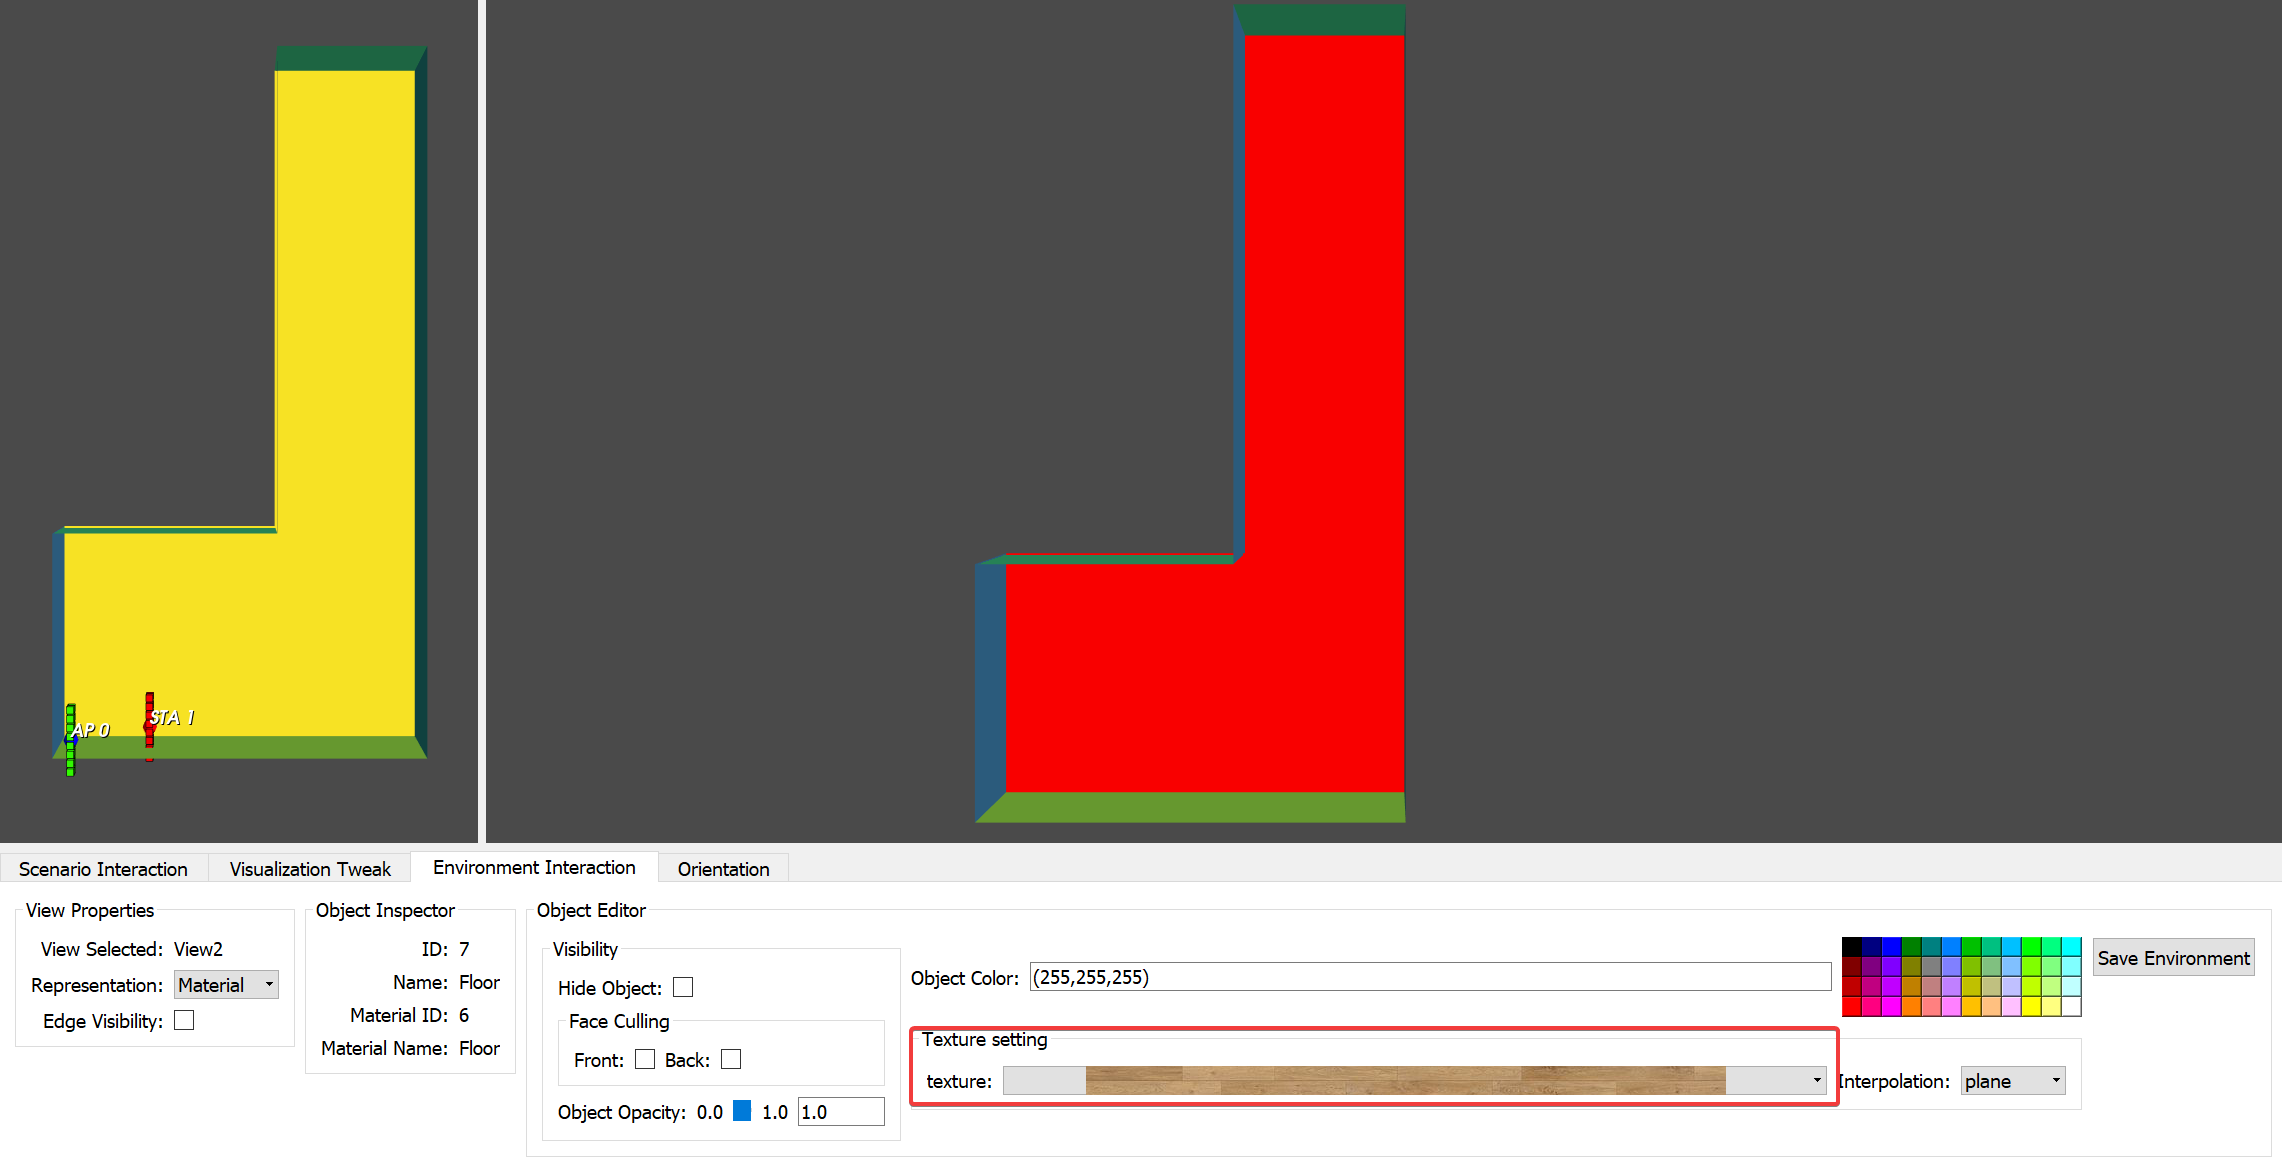 AP 0
STA 1
Scenario Interaction
Visualization Tweak
Environment Interaction
Orientation
View Properties
View Selected: View2
Representation: Material
Edge Visibility:
Object Inspector
ID: 7
Name: Floor
Material ID: 6
Material Name: Floor
Object Editor
Visibility
Hide Object:
Face Culling
Front: Back:
Object Opacity: 0.0 1.0 1.0
Object Color: (255,255,255)
Texture setting
texture:
Interpolation: plane
Save Environment